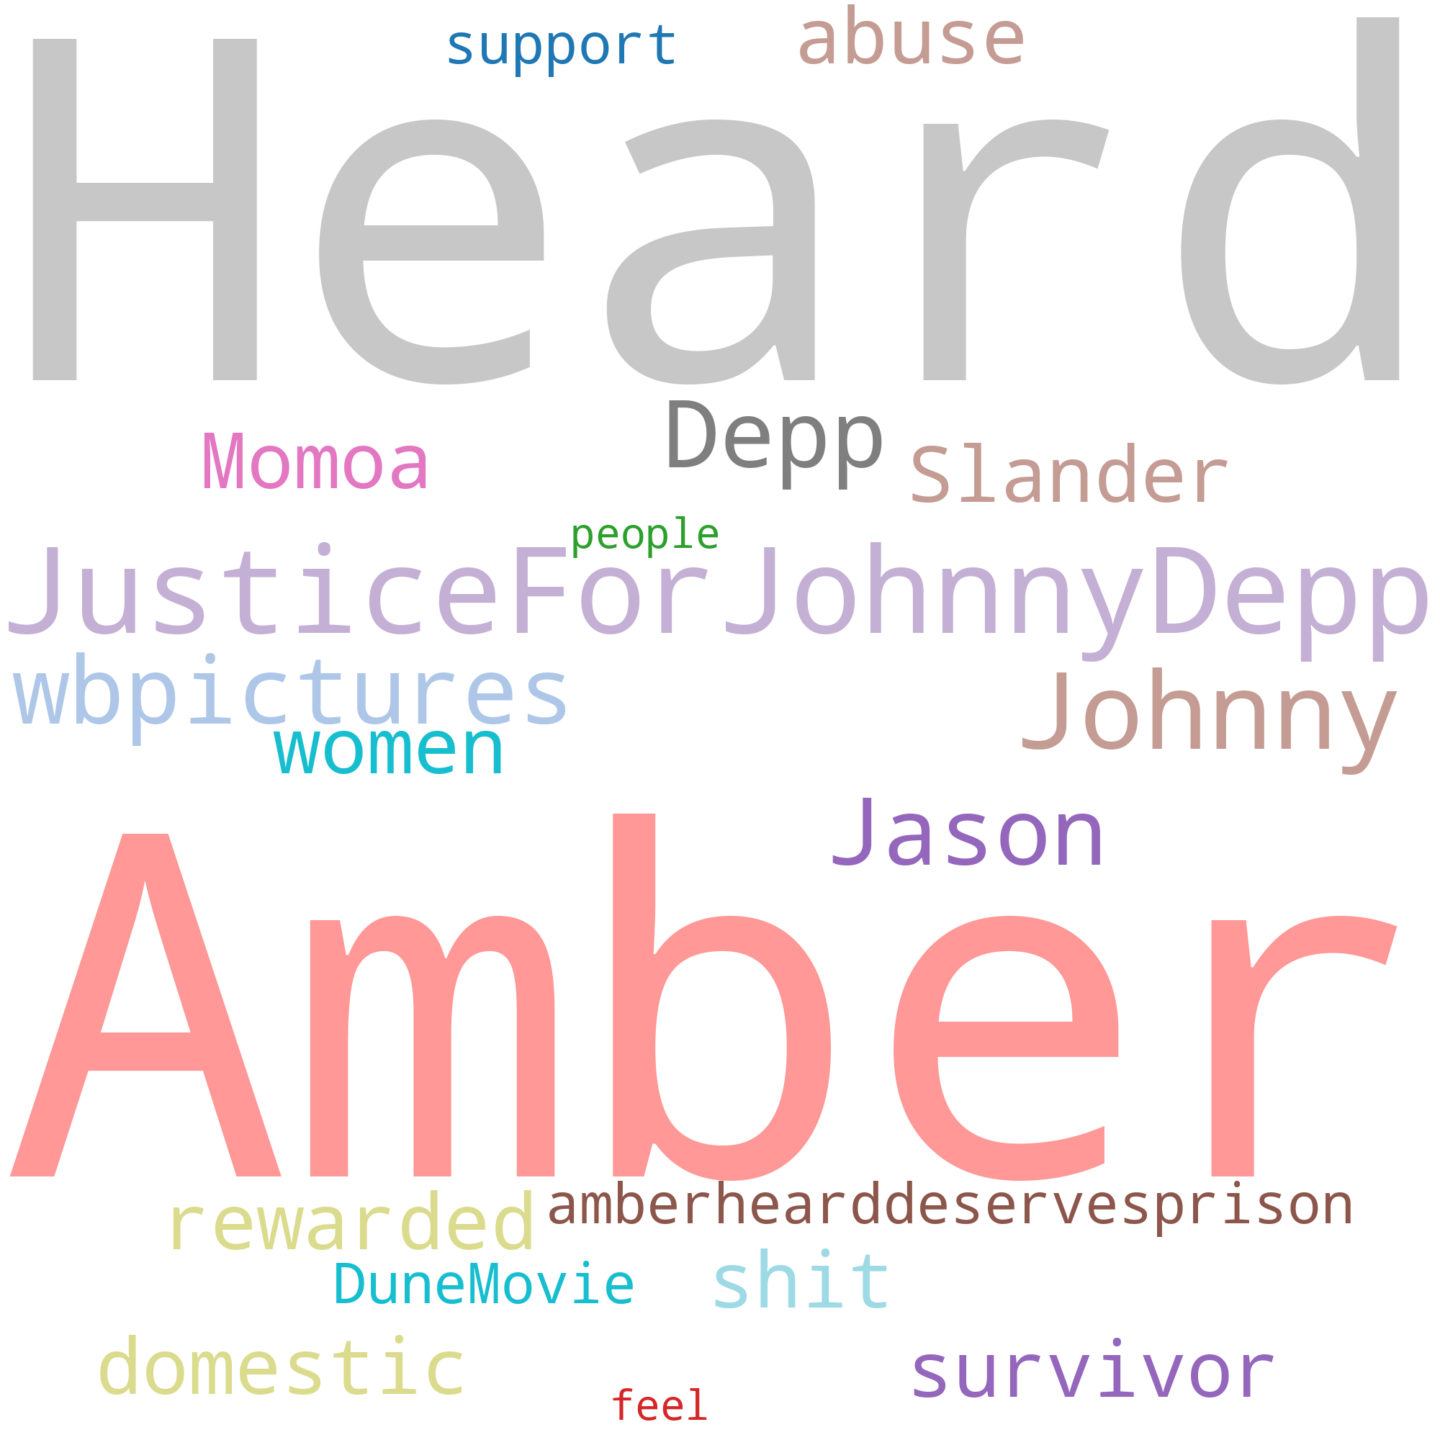 support
abuse
Heard
Momoa
Depp
Slander
people
JusticeForJohnnyDepp
wbpictures
Johnny
women
Jason
Amber
rewarded
amberhearddeservesprison
DuneMovie
shit
domestic
survivor
feel